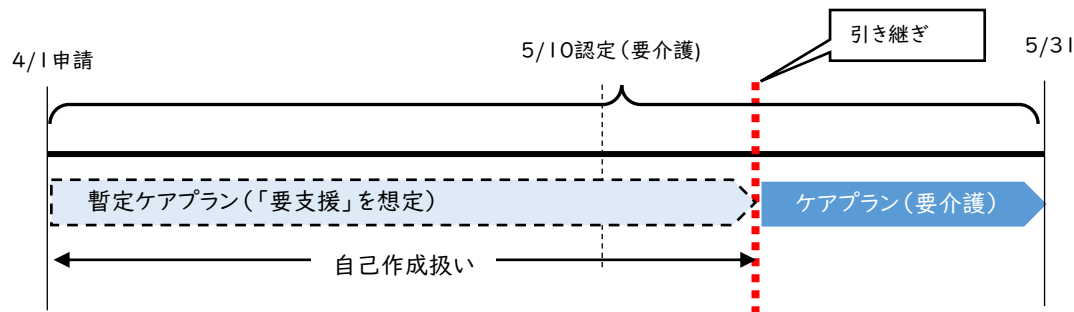 引き継ぎ
4/1申請
5/10認定(要介護)
5/31
暫定ケアプラン(「要支援」を想定)
ケアプラン(要介護)
自己作成扱い